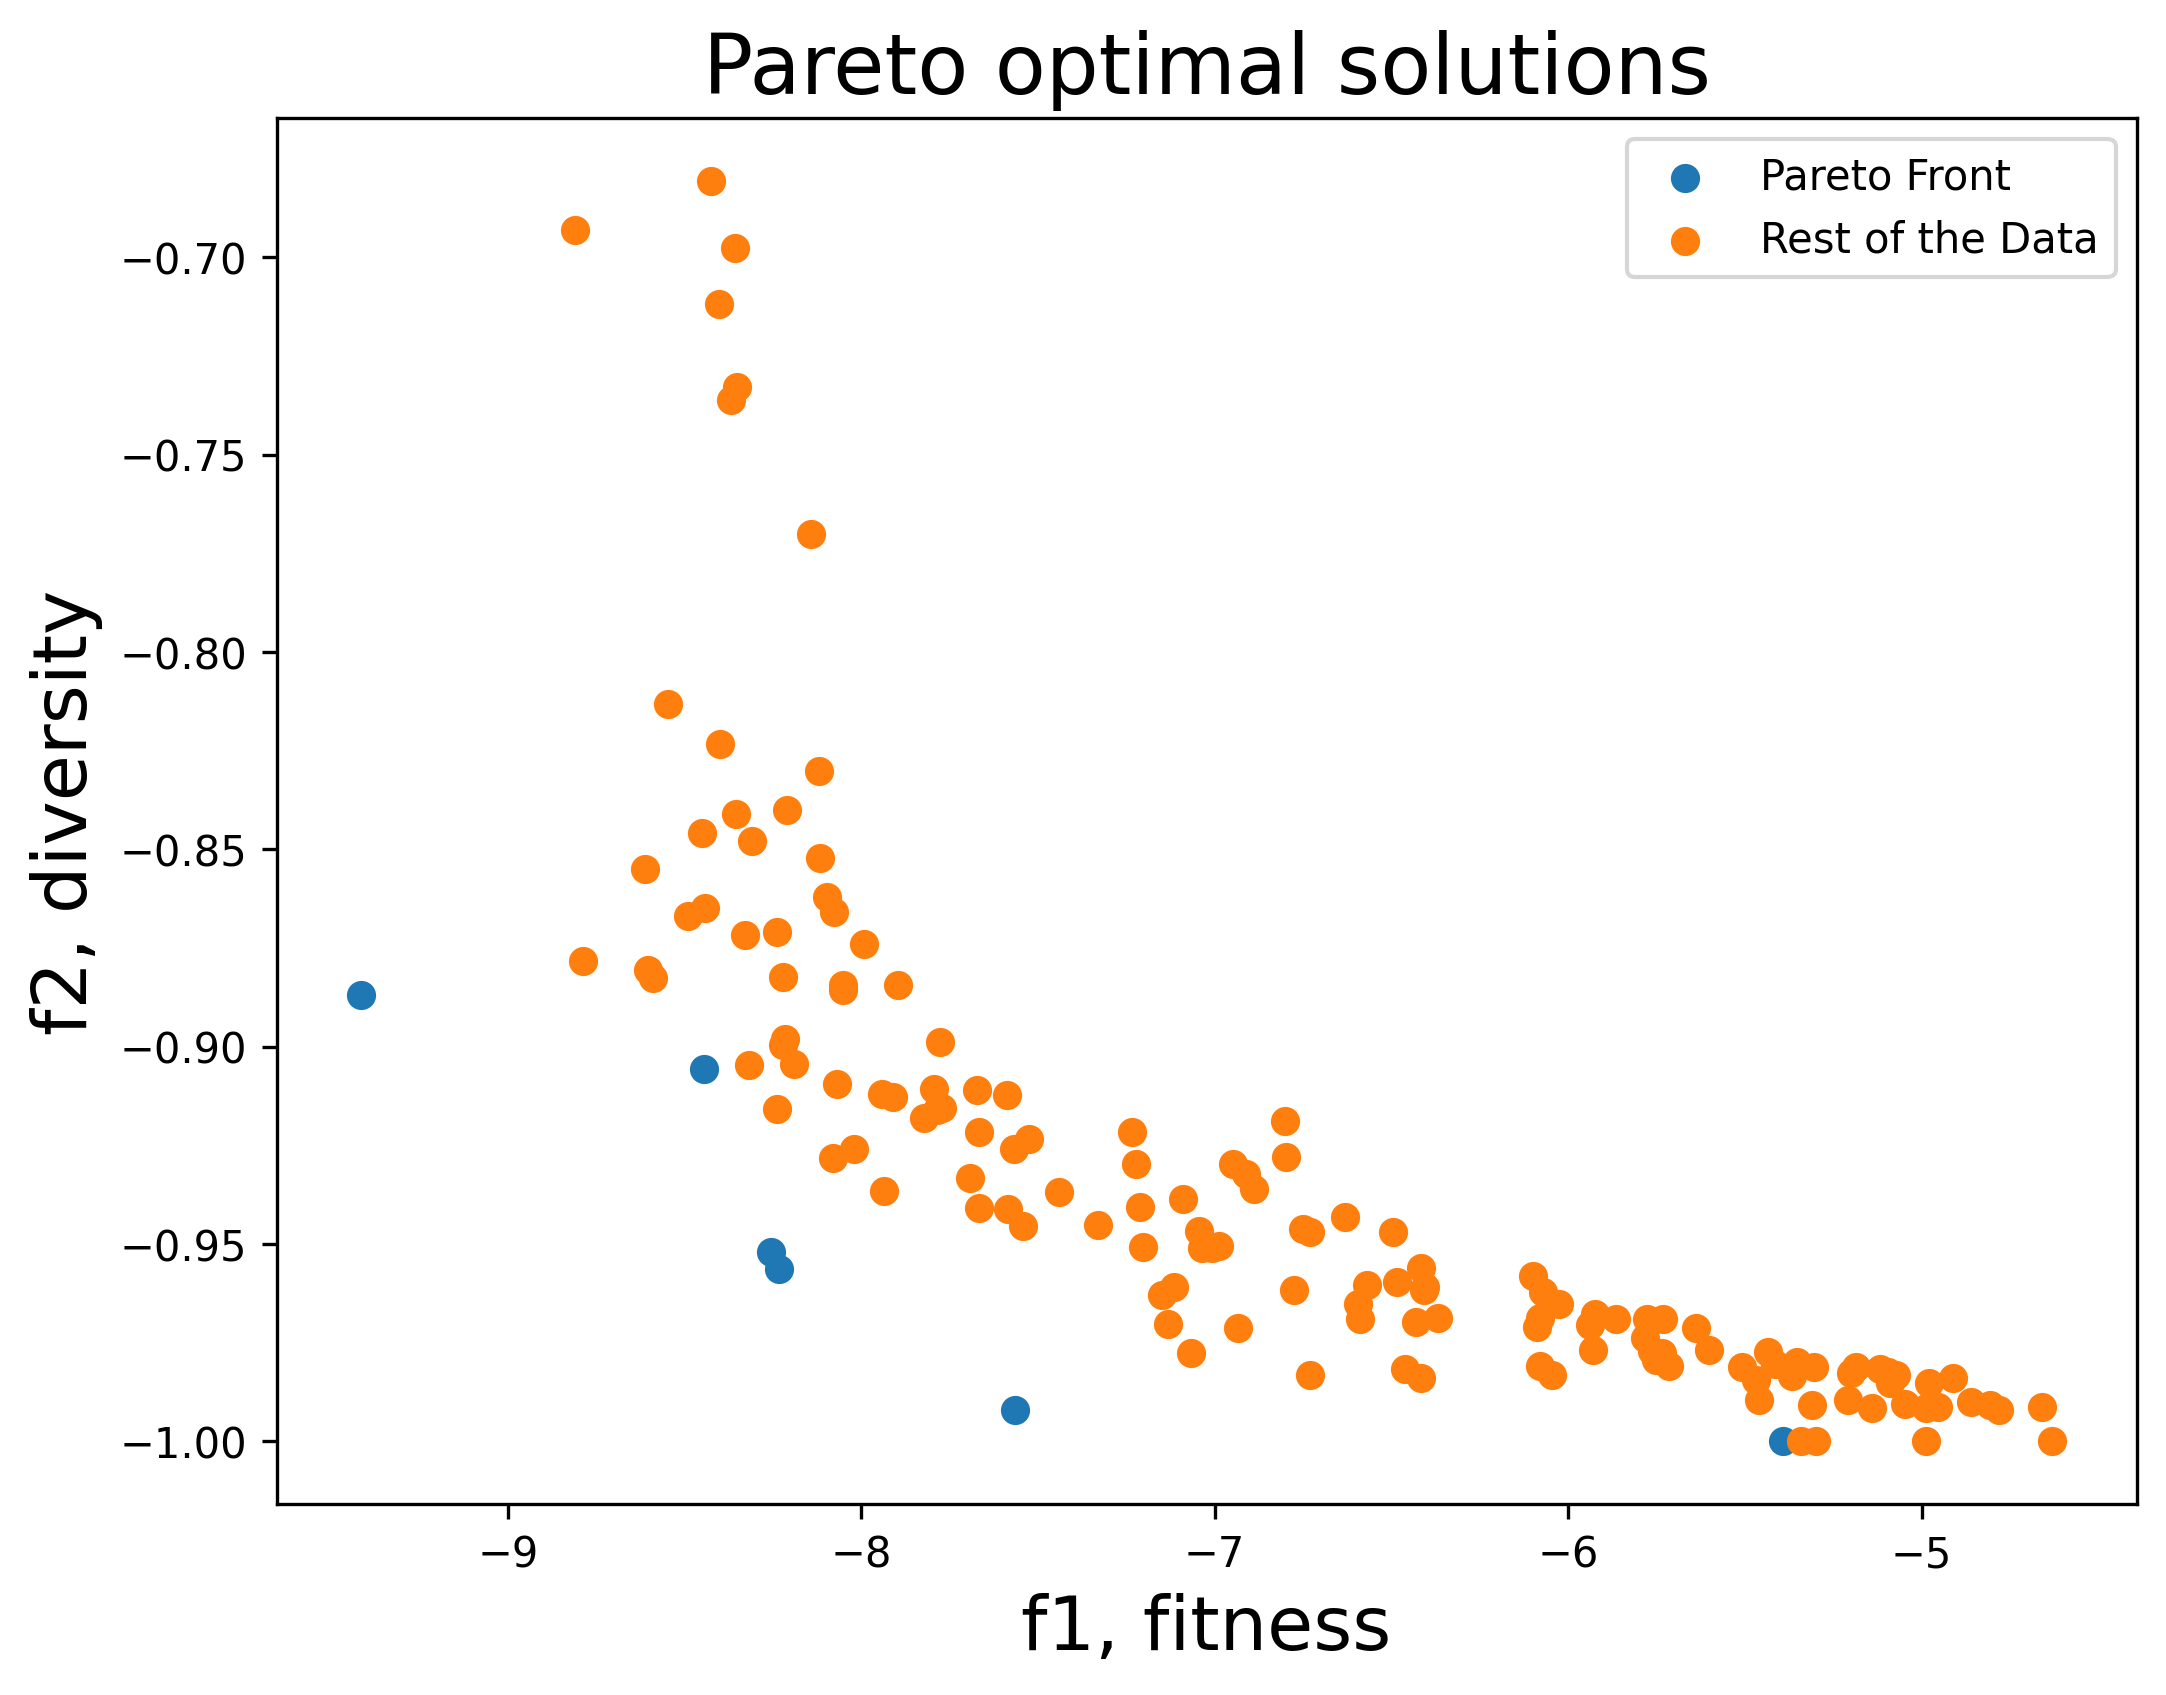 Pareto optimal solutions
Pareto Front
Rest of the Data
−0.70
−0.75
−0.80
−0.85
−0.90
−0.95
−1.00
f2, diversity
−9
−8
−7
−6
−5
f1, fitness